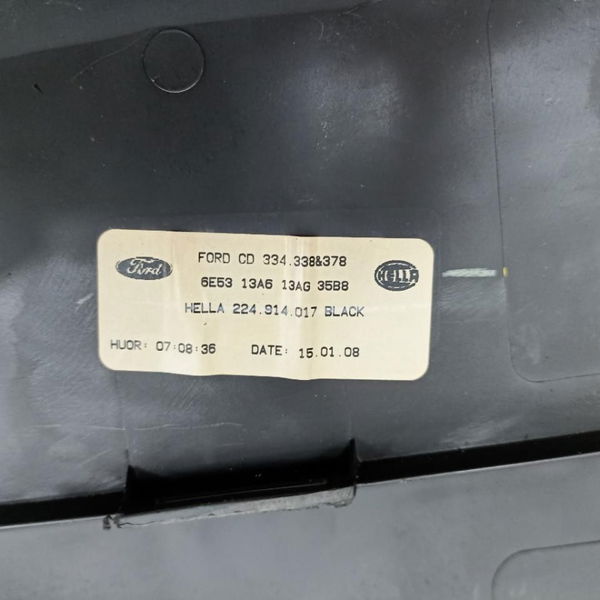 Ford
FORD CD 334.338&378
6E53 13A6 13AG 35B8
HELLA
HELLA 224.914.017 BLACK
HUOR: 07:08:36 DATE: 15.01.08